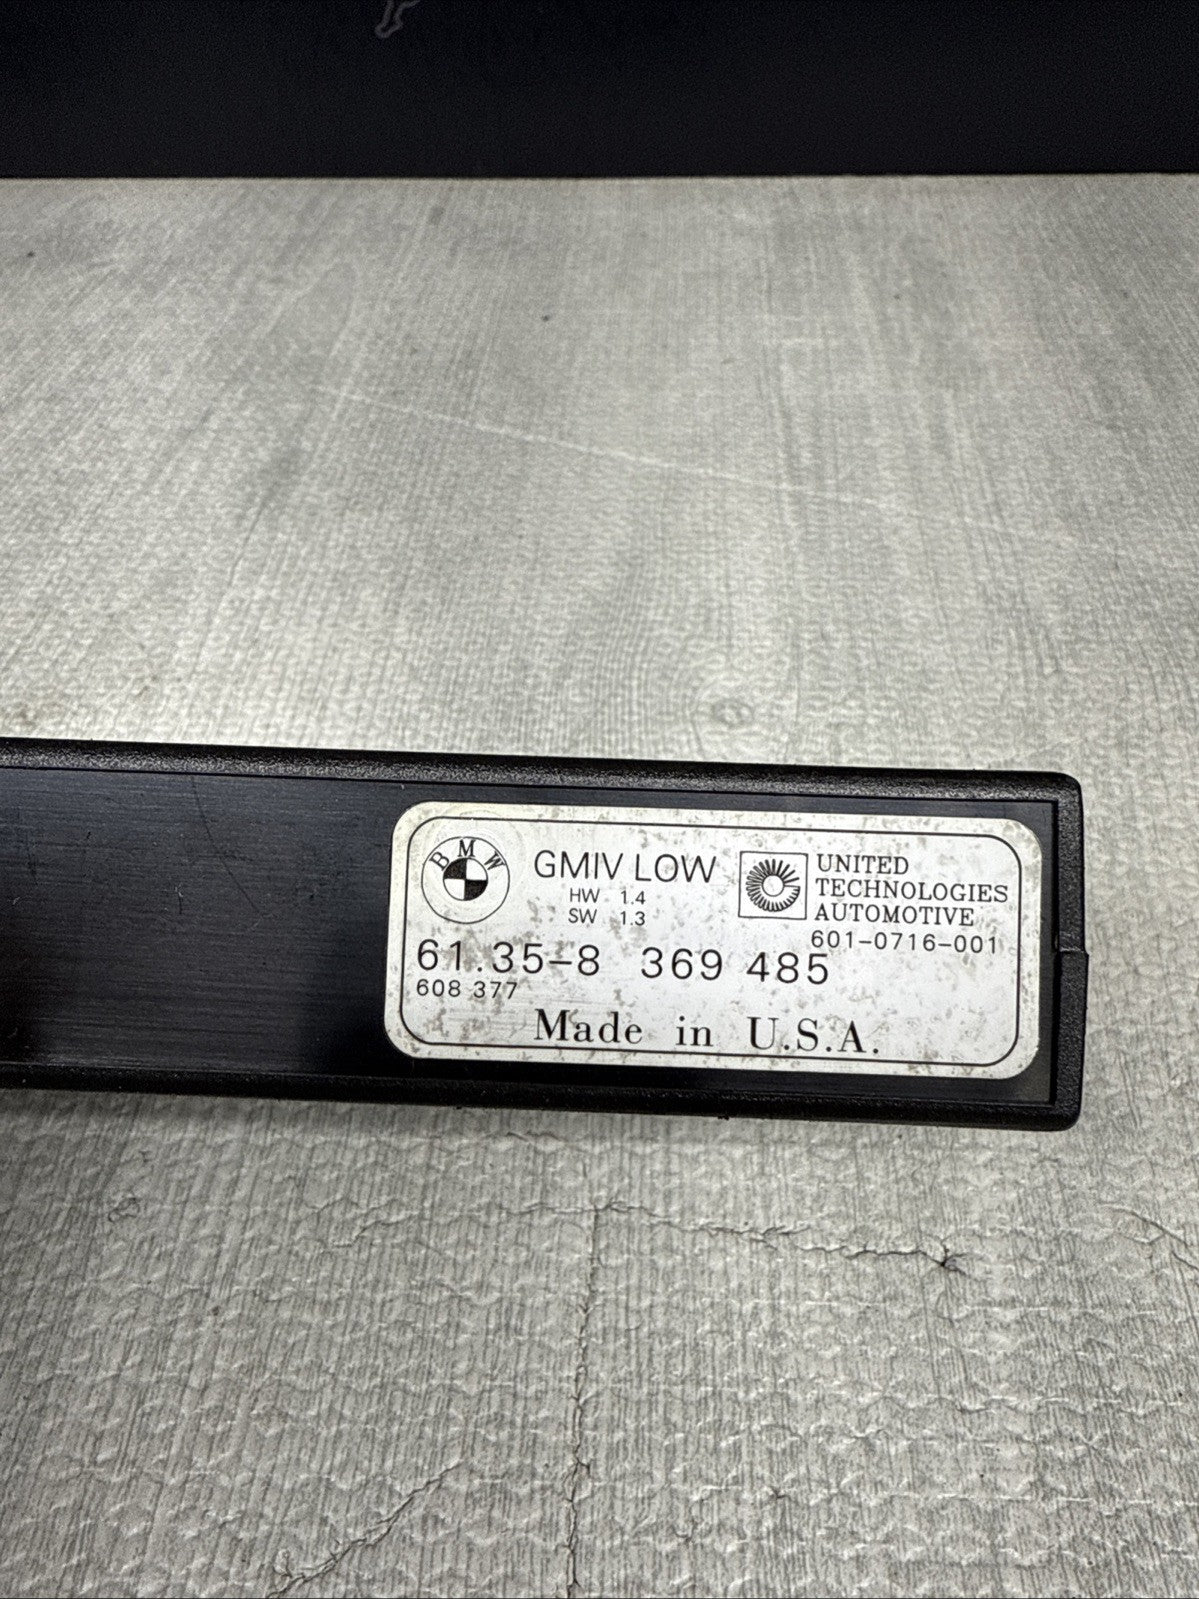 BMW
GMIV LOW
HW 1.4
SW 1.3
UNITED
TECHNOLOGIES
AUTOMOTIVE
601-0716-001
61.35-8 369 485
608 377
Made in U.S.A.